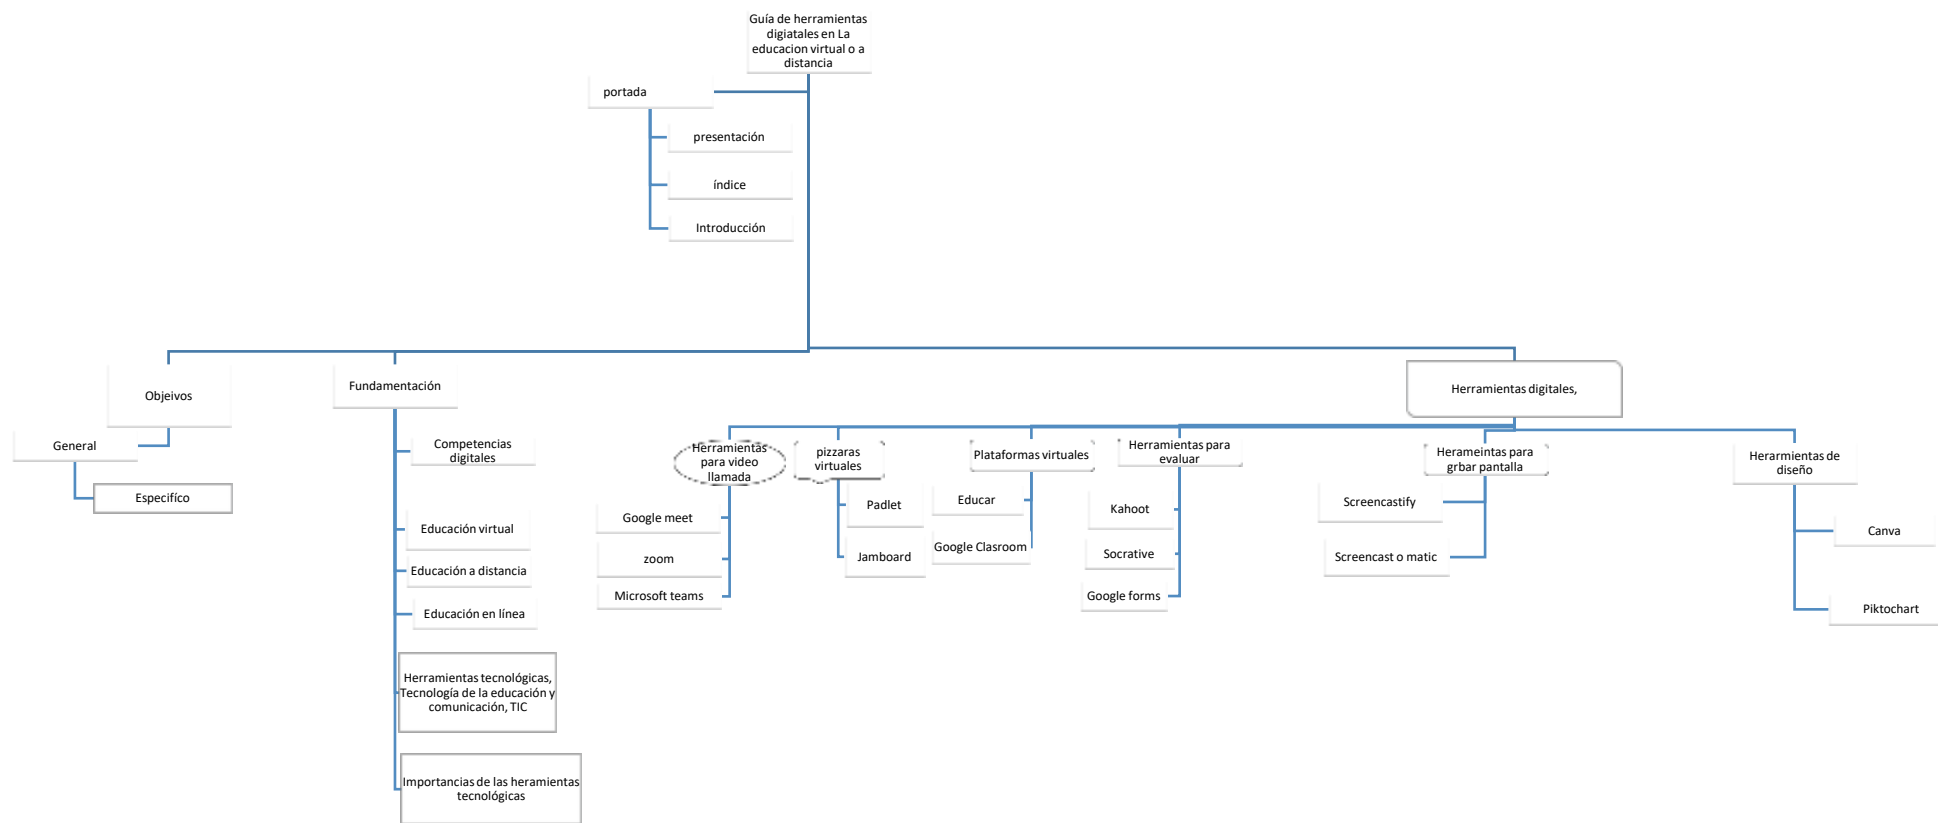 Guía de herramientas
digiatales en La
educacion virtual o a
distancia
portada
presentación
índice
Introducción
Objeivos
General
Especifíco
Fundamentación
Competencias
digitales
Educación virtual
Educación a distancia
Educación en línea
Herramientas tecnológicas,
Tecnología de la educación y
comunicación, TIC
Importancias de las heramientas
tecnológicas
Herramientas digitales,
Herramientas
para video
llamada
Google meet
zoom
Microsoft teams
pizzaras
virtuales
Padlet
Jamboard
Plataformas virtuales
Educar
Google Clasroom
Herramientas para
evaluar
Kahoot
Socrative
Google forms
Herameintas para
grbar pantalla
Screencastify
Screencast o matic
Herarmientas de
diseño
Canva
Piktochart